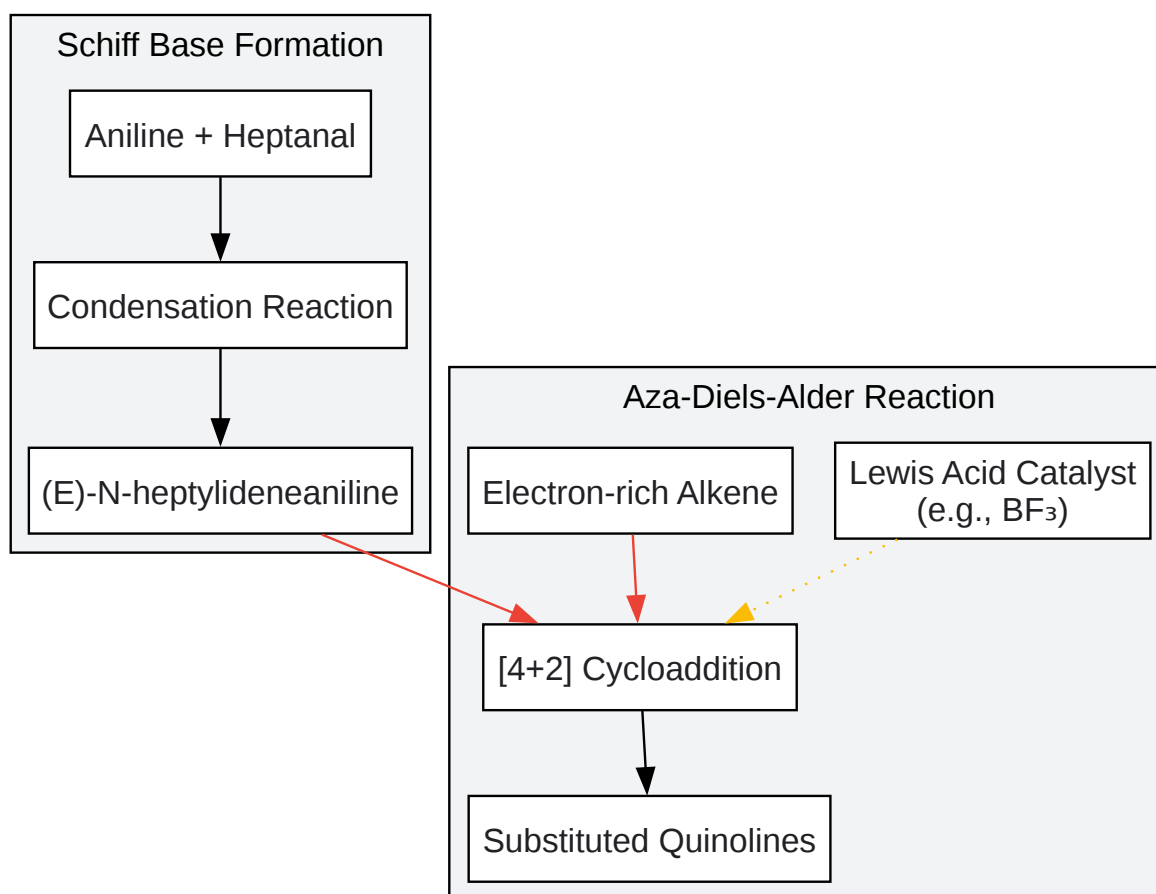 Schiff Base Formation
Aniline + Heptanal
Condensation Reaction
(E)-N-heptylideneaniline
Aza-Diels-Alder Reaction
Electron-rich Alkene
Lewis Acid Catalyst
(e.g., BF₃)
[4+2] Cycloaddition
Substituted Quinolines